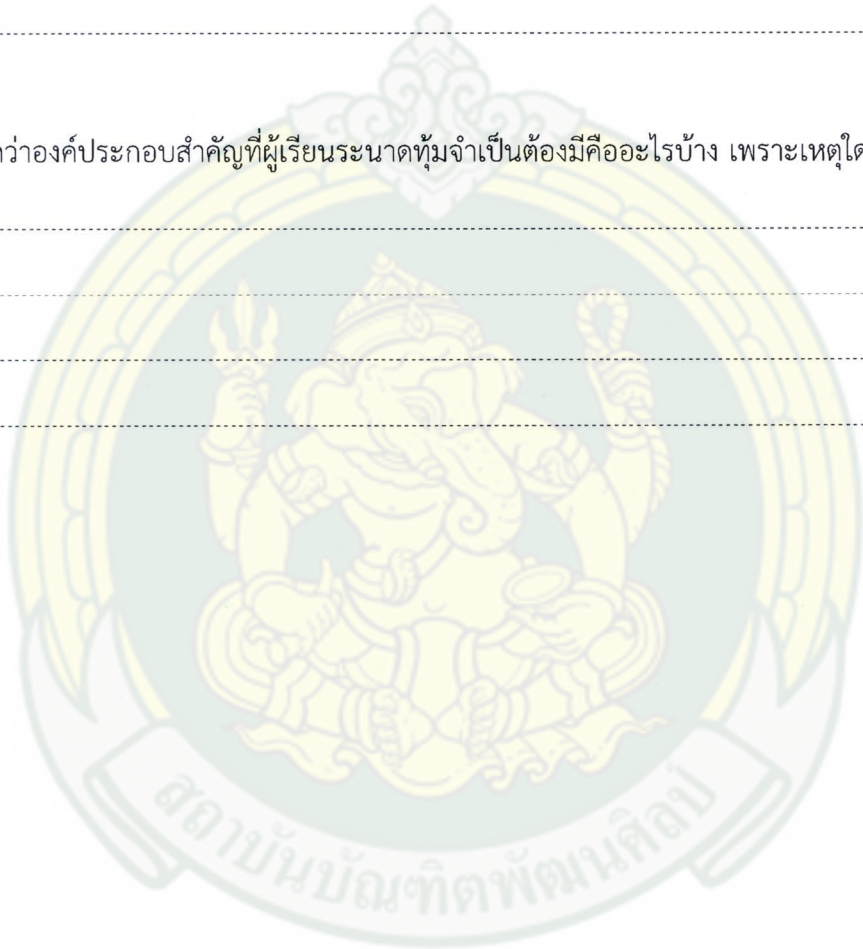 ว่าองค์ประกอบสำคัญที่ผู้เรียนระนาดทุ้มจำเป็นต้องมีคืออะไรบ้าง เพราะเหตุใด
สถาบันบัณฑิตพัฒนศิลป์